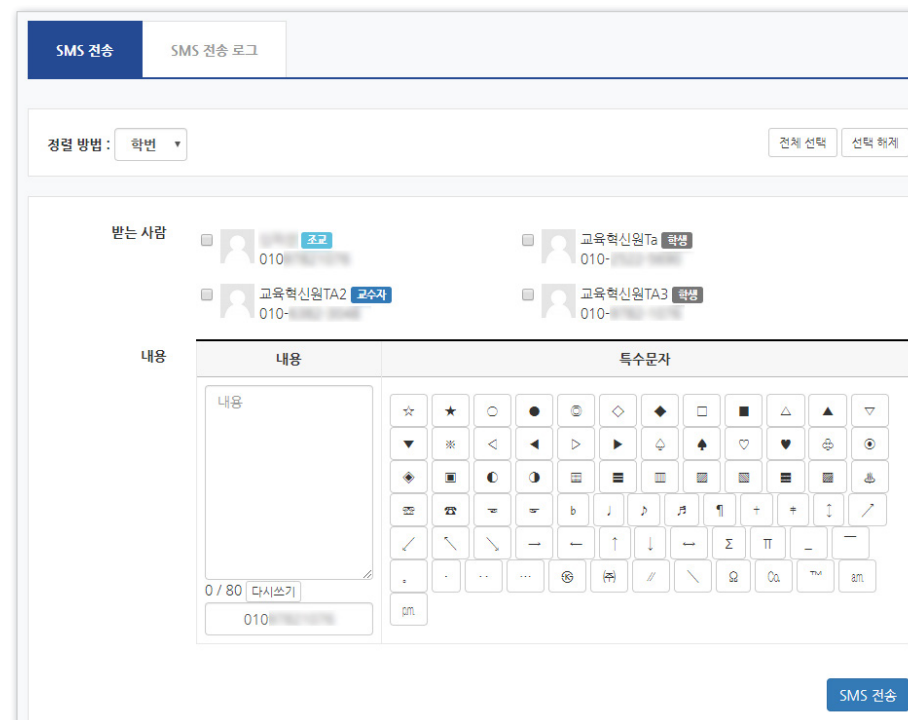 SMS 전송 SMS 전송 로그
정렬 방법 : 학번 전체 선택 선택 해제
받는 사람
조교
010
교육혁신원Ta 학생
010-
교육혁신원TA2 교수자
010-
교육혁신원TA3 학생
010-
내용
내용 특수문자
내용
☆ ★ ○ ● ◎ ◇ ◆ □ ■ △ ▲ ▽
▼ ※ ◁ ◀ ▷ ▶ ♤ ♠ ♡ ♥ ♧ ⊙
◈ ▣ ◐ ◑ ▤ ▥ ▨ ▧ ▦ ▩ ♨
☏ ☎ ☜ ☞ ♭ ♩ ♪ ♬ ¶ † ‡ ↕ ↗
↙ ↖ ↘ → ← ↑ ↓ ↔ Σ Π _ ―
。 · ‥ … ㉿ ㈜ ∥ \ Ω ㏇ ™ ㏂
㏘
0 / 80 다시쓰기
010
SMS 전송